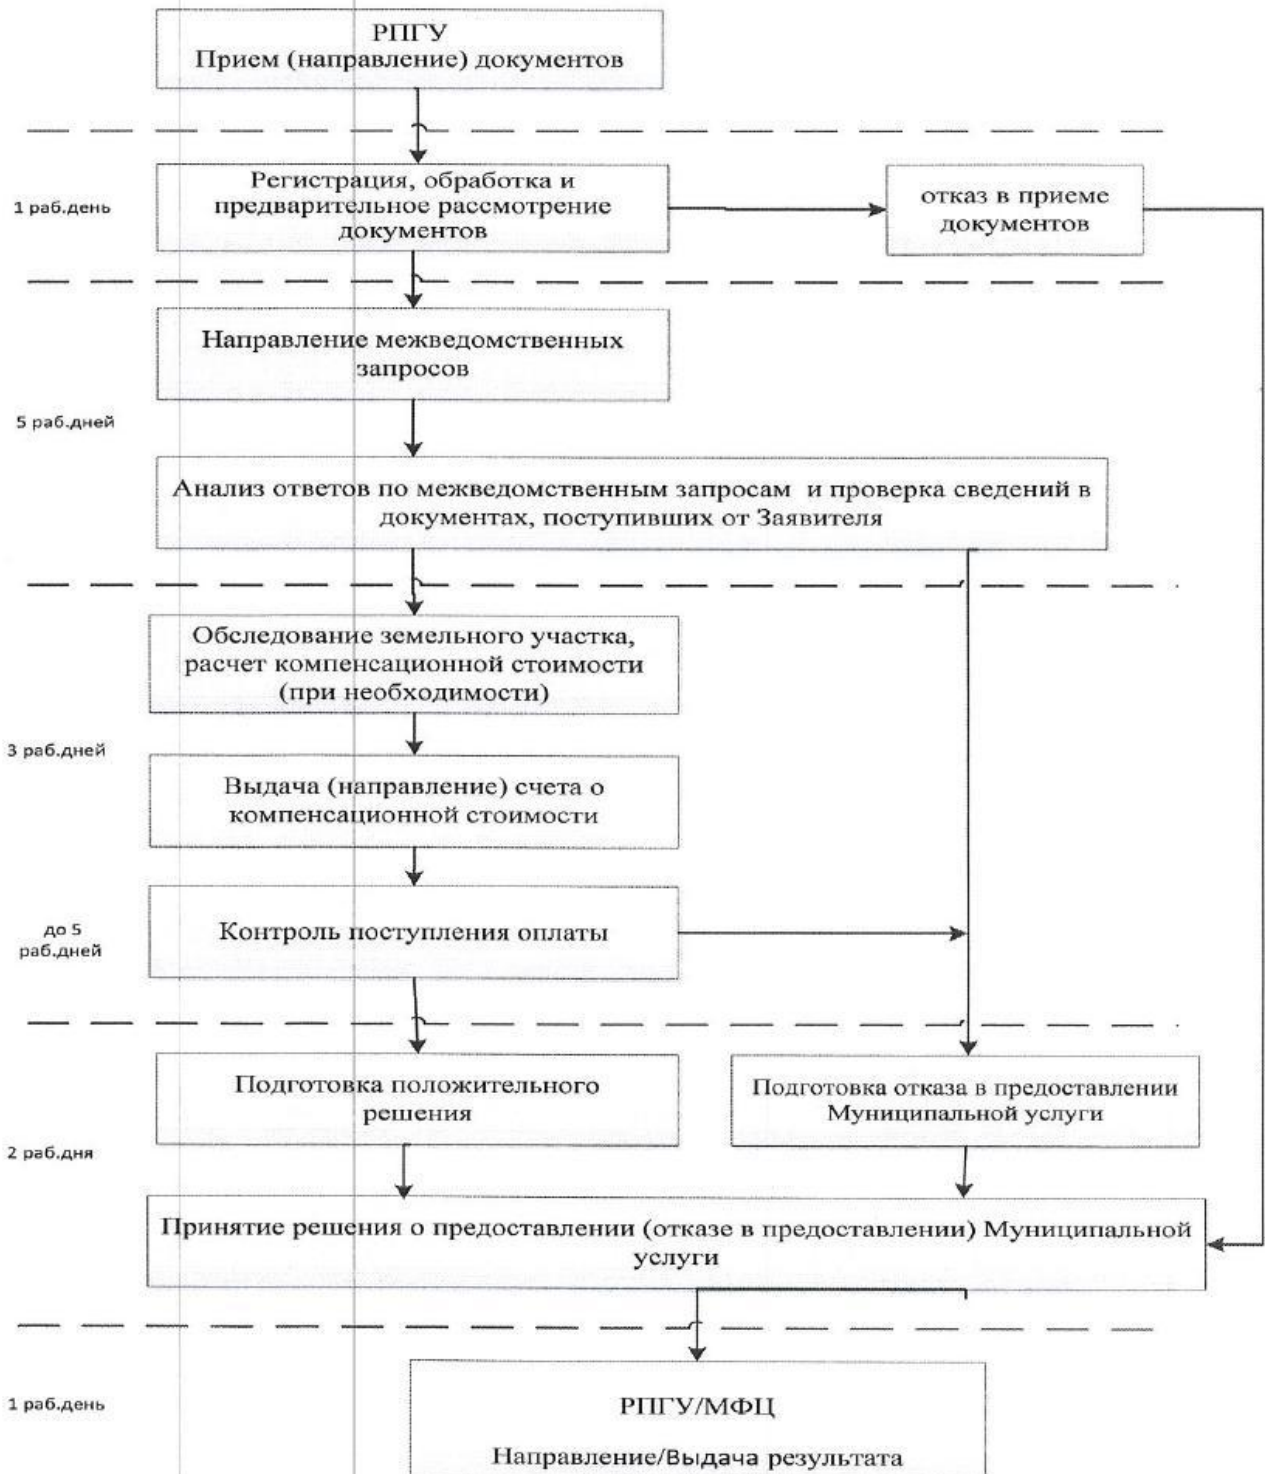 РПГУ
Прием (направление) документов
1 раб.день
Регистрация, обработка и
предварительное рассмотрение
документов
отказ в приеме
документов
Направление межведомственных
запросов
5 раб.дней
Анализ ответов по межведомственным запросам и проверка сведений в
документах, поступивших от Заявителя
Обследование земельного участка,
расчет компенсационной стоимости
(при необходимости)
3 раб.дней
Выдача (направление) счета о
компенсационной стоимости
до 5
раб.дней
Контроль поступления оплаты
Подготовка положительного
решения
Подготовка отказа в предоставлении
Муниципальной услуги
2 раб.дня
Принятие решения о предоставлении (отказе в предоставлении) Муниципальной
услуги
1 раб.день
РПГУ/МФЦ
Направление/Выдача результата